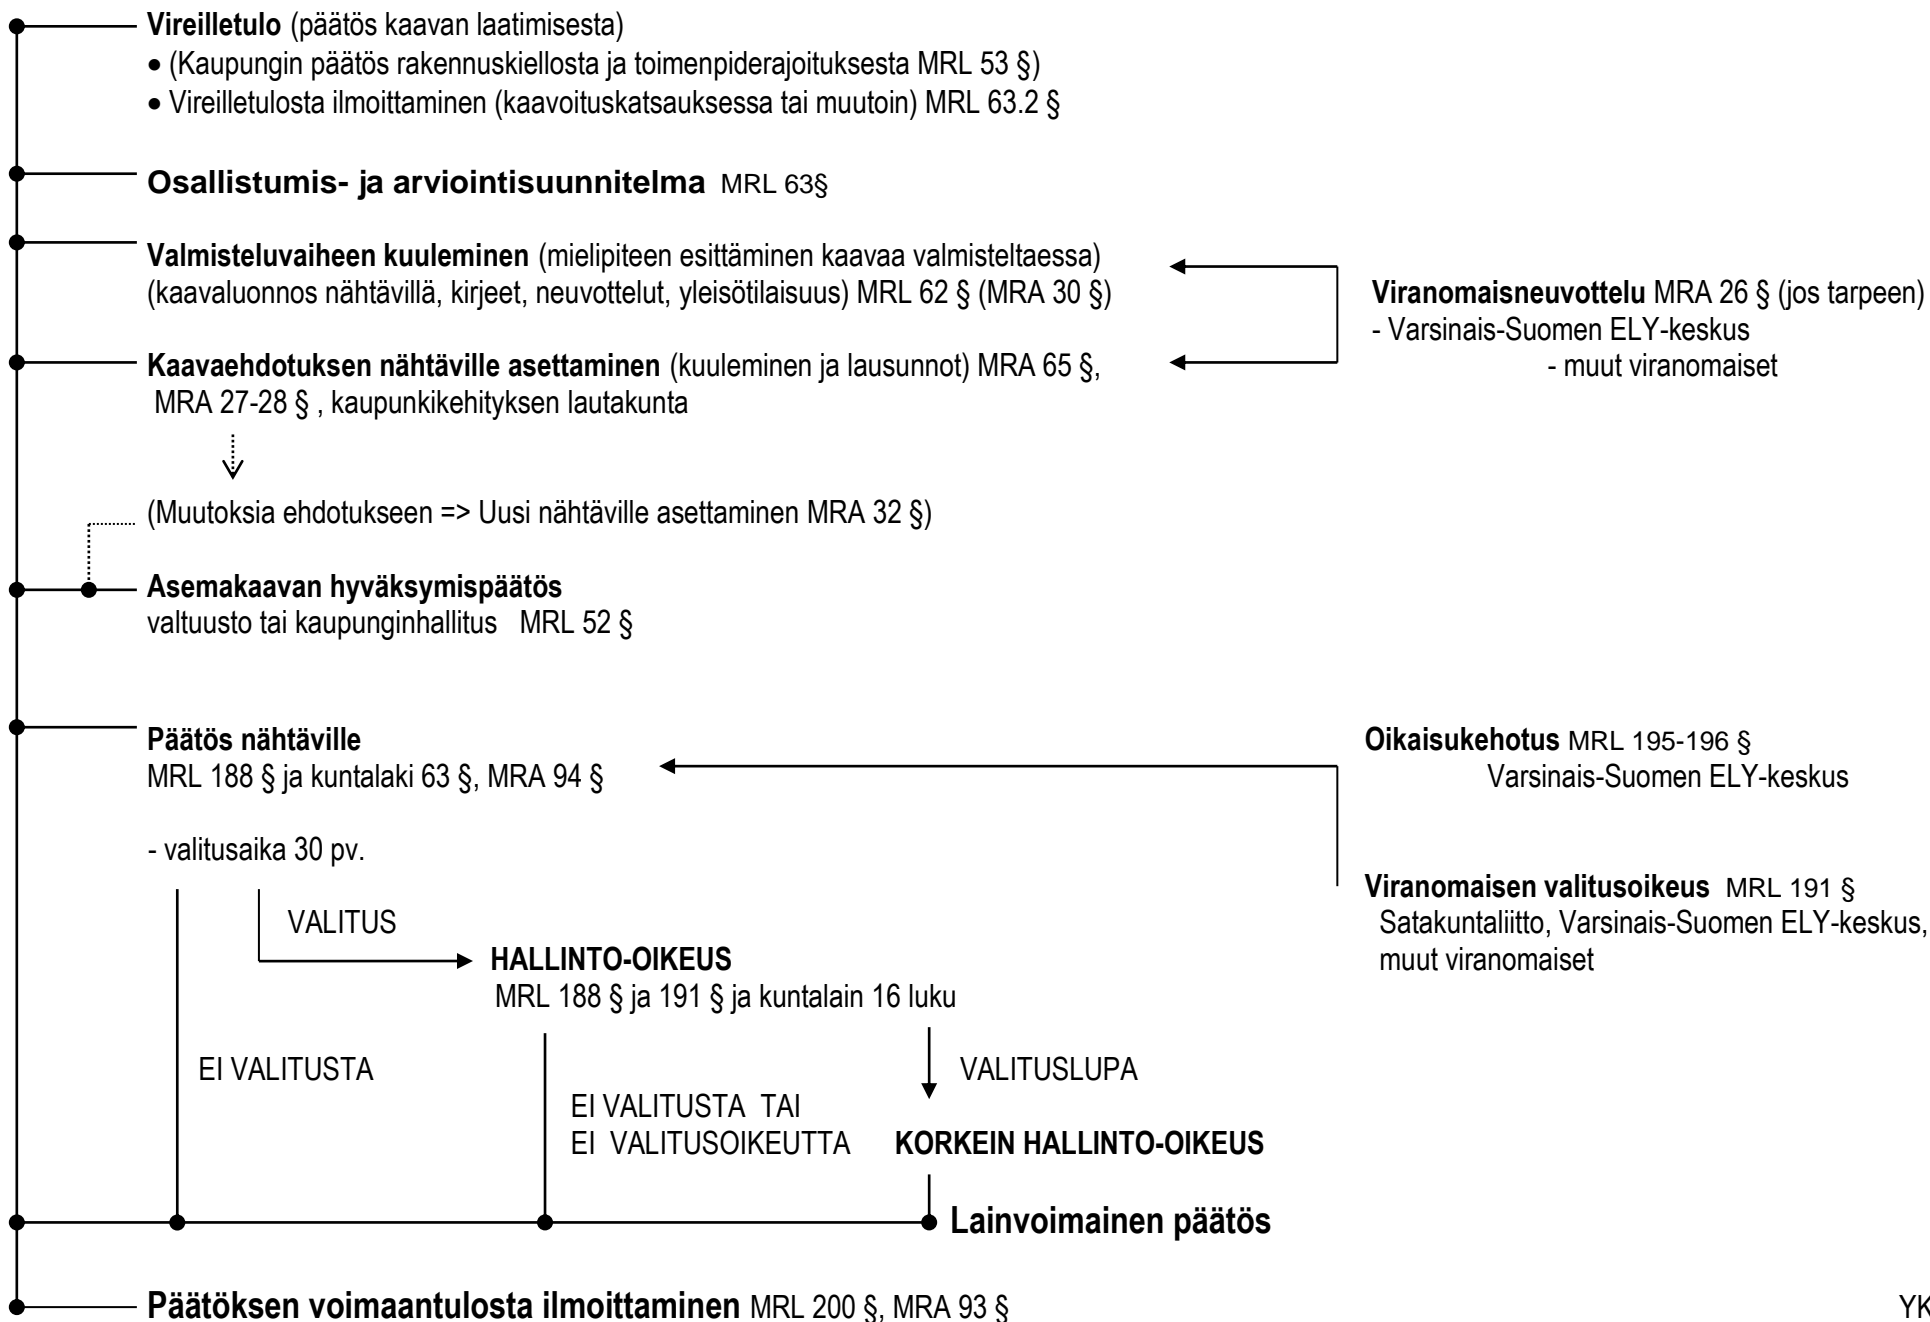 Vireilletulo (päätös kaavan laatimisesta)
• (Kaupungin päätös rakennuskiellosta ja toimenpiderajoituksesta MRL 53 §)
• Vireilletulosta ilmoittaminen (kaavoituskatsauksessa tai muutoin) MRL 63.2 §
Osallistumis- ja arviointisuunnitelma MRL 63§
Valmisteluvaiheen kuuleminen (mielipiteen esittäminen kaavaa valmisteltaessa)
(kaavaluonnos nähtävillä, kirjeet, neuvottelut, yleisötilaisuus) MRL 62 § (MRA 30 §)
Viranomaisneuvottelu MRA 26 § (jos tarpeen)
- Varsinais-Suomen ELY-keskus
- muut viranomaiset
Kaavaehdotuksen nähtäville asettaminen (kuuleminen ja lausunnot) MRA 65 §,
MRA 27-28 § , kaupunkikehityksen lautakunta
(Muutoksia ehdotukseen => Uusi nähtäville asettaminen MRA 32 §)
Asemakaavan hyväksymispäätös
valtuusto tai kaupunginhallitus MRL 52 §
Päätös nähtäville
MRL 188 § ja kuntalaki 63 §, MRA 94 §
Oikaisukehotus MRL 195-196 §
Varsinais-Suomen ELY-keskus
- valitusaika 30 pv.
Viranomaisen valitusoikeus MRL 191 §
Satakuntaliitto, Varsinais-Suomen ELY-keskus,
muut viranomaiset
VALITUS
HALLINTO-OIKEUS
MRL 188 § ja 191 § ja kuntalain 16 luku
EI VALITUSTA
VALITUSLUPA
EI VALITUSTA TAI
EI VALITUSOIKEUTTA
KORKEIN HALLINTO-OIKEUS
Lainvoimainen päätös
Päätöksen voimaantulosta ilmoittaminen MRL 200 §, MRA 93 §
YK